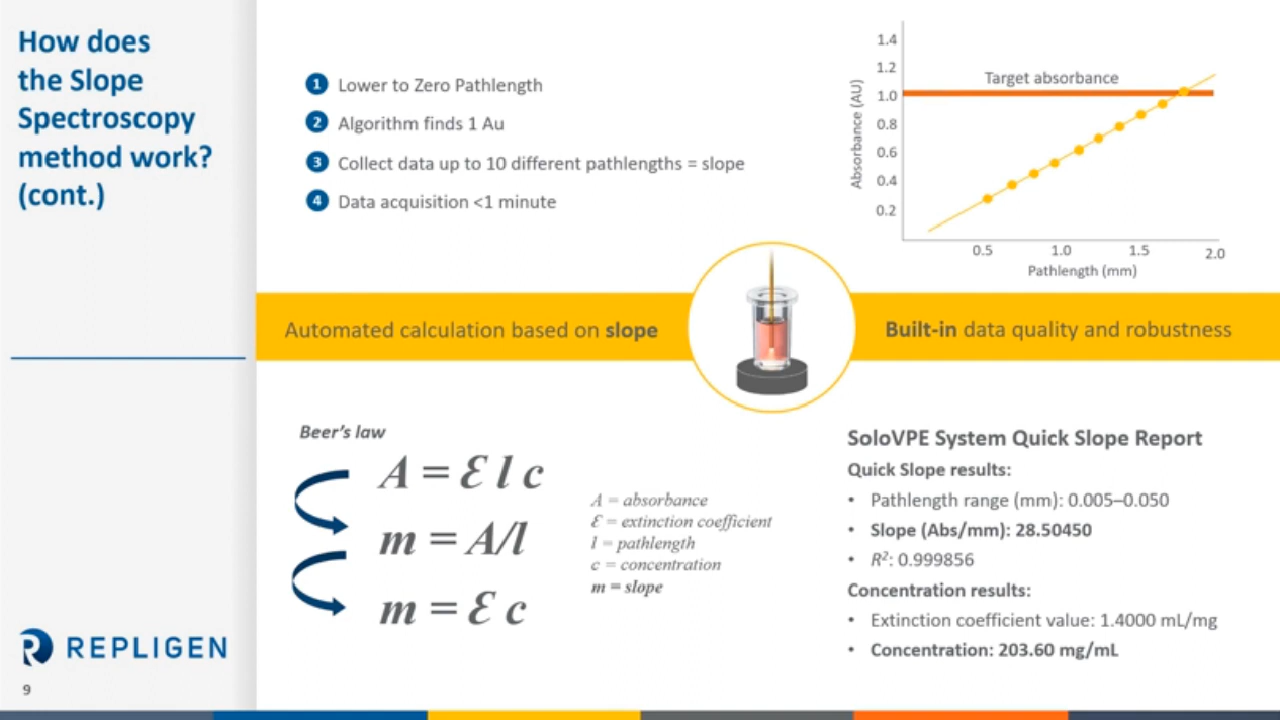 How does
the Slope
Spectroscopy
method work?
(cont.)
1 Lower to Zero Pathlength
2 Algorithm finds 1 Au
3 Collect data up to 10 different pathlengths = slope
4 Data acquisition <1 minute
Absorbance (AU)
1.4
1.2
1.0
0.8
0.6
0.4
0.2
Target absorbance
0.5 1.0 1.5 2.0
Pathlength (mm)
Automated calculation based on slope
Built-in data quality and robustness
Beer's law
A = Ɛ l c
m = A/l
m = Ɛ c
A = absorbance
Ɛ = extinction coefficient
l = pathlength
c = concentration
m = slope
SoloVPE System Quick Slope Report
Quick Slope results:
• Pathlength range (mm): 0.005–0.050
• Slope (Abs/mm): 28.50450
• R²: 0.999856
Concentration results:
• Extinction coefficient value: 1.4000 mL/mg
• Concentration: 203.60 mg/mL
REPLIGEN
9